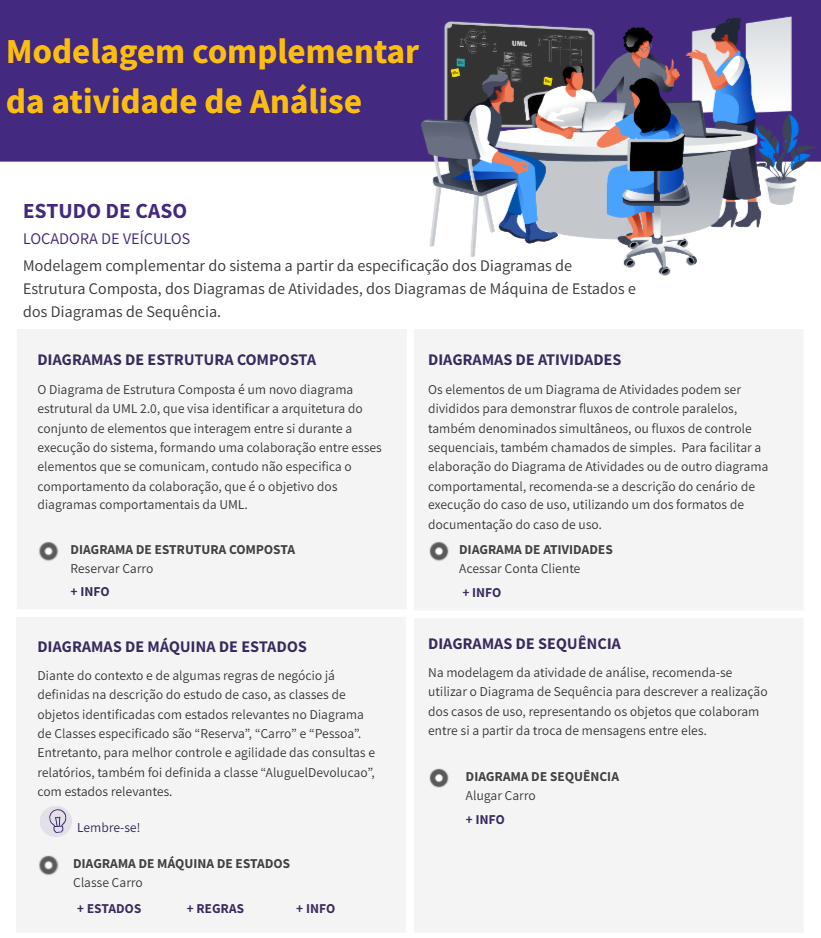 Modelagem complementar
da atividade de Análise
UML
ESTUDO DE CASO
LOCADORA DE VEÍCULOS
Modelagem complementar do sistema a partir da especificação dos Diagramas de
Estrutura Composta, dos Diagramas de Atividades, dos Diagramas de Máquina de Estados e
dos Diagramas de Sequência.
DIAGRAMAS DE ESTRUTURA COMPOSTA
O Diagrama de Estrutura Composta é um novo diagrama
estrutural da UML 2.0, que visa identificar a arquitetura do
conjunto de elementos que interagem entre si durante a
execução do sistema, formando uma colaboração entre esses
elementos que se comunicam, contudo não especifica o
comportamento da colaboração, que é o objetivo dos
diagramas comportamentais da UML.
DIAGRAMA DE ESTRUTURA COMPOSTA
Reservar Carro
+ INFO
DIAGRAMAS DE ATIVIDADES
Os elementos de um Diagrama de Atividades podem ser
divididos para demonstrar fluxos de controle paralelos,
também denominados simultâneos, ou fluxos de controle
sequenciais, também chamados de simples.  Para facilitar a
elaboração do Diagrama de Atividades ou de outro diagrama
comportamental, recomenda-se a descrição do cenário de
execução do caso de uso, utilizando um dos formatos de
documentação do caso de uso.
DIAGRAMA DE ATIVIDADES
Acessar Conta Cliente
+ INFO
DIAGRAMAS DE MÁQUINA DE ESTADOS
Diante do contexto e de algumas regras de negócio já
definidas na descrição do estudo de caso, as classes de
objetos identificadas com estados relevantes no Diagrama
de Classes especificado são “Reserva”, “Carro” e “Pessoa”.
Entretanto, para melhor controle e agilidade das consultas e
relatórios, também foi definida a classe “AluguelDevolucao”,
com estados relevantes.
Lembre-se!
DIAGRAMA DE MÁQUINA DE ESTADOS
Classe Carro
+ ESTADOS + REGRAS + INFO
DIAGRAMAS DE SEQUÊNCIA
Na modelagem da atividade de análise, recomenda-se
utilizar o Diagrama de Sequência para descrever a realização
dos casos de uso, representando os objetos que colaboram
entre si a partir da troca de mensagens entre eles.
DIAGRAMA DE SEQUÊNCIA
Alugar Carro
+ INFO